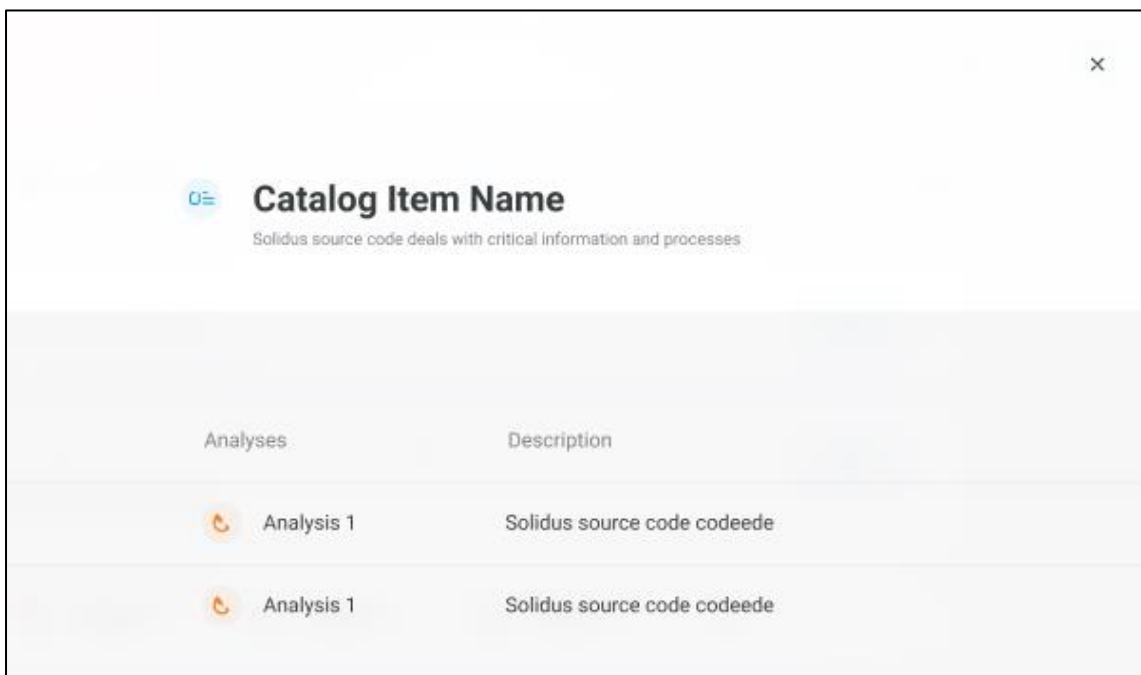 Catalog Item Name
Solidus source code deals with critical information and processes
Analyses Description
Analysis 1 Solidus source code codeede
Analysis 1 Solidus source code codeede